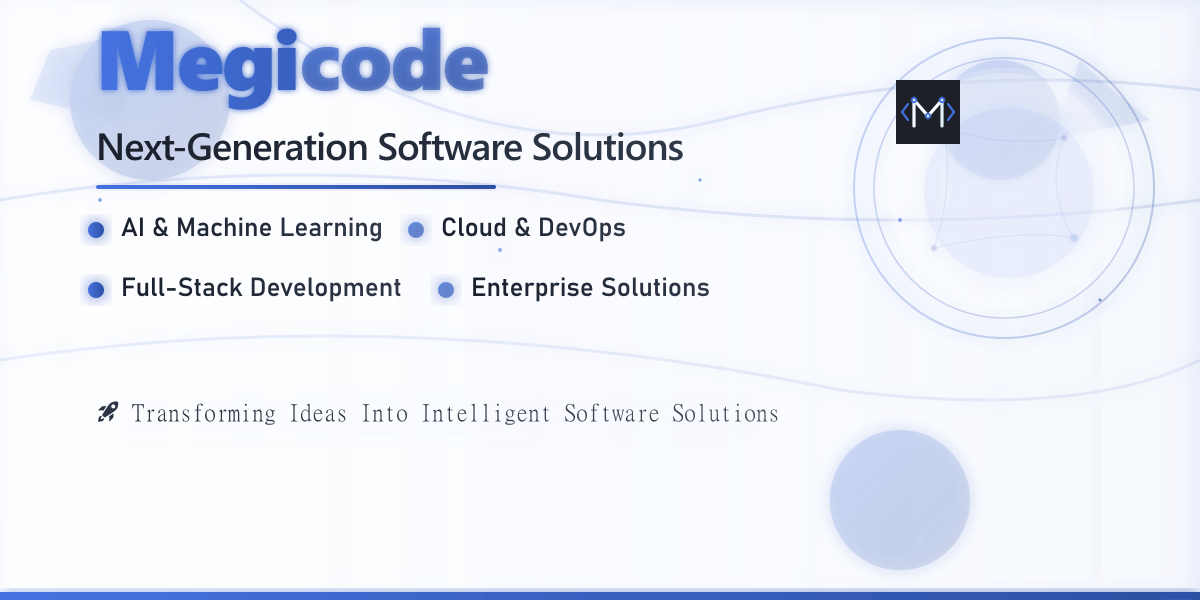 Megicode
Next-Generation Software Solutions
AI & Machine Learning
Cloud & DevOps
Full-Stack Development
Enterprise Solutions
Transforming Ideas Into Intelligent Software Solutions
M